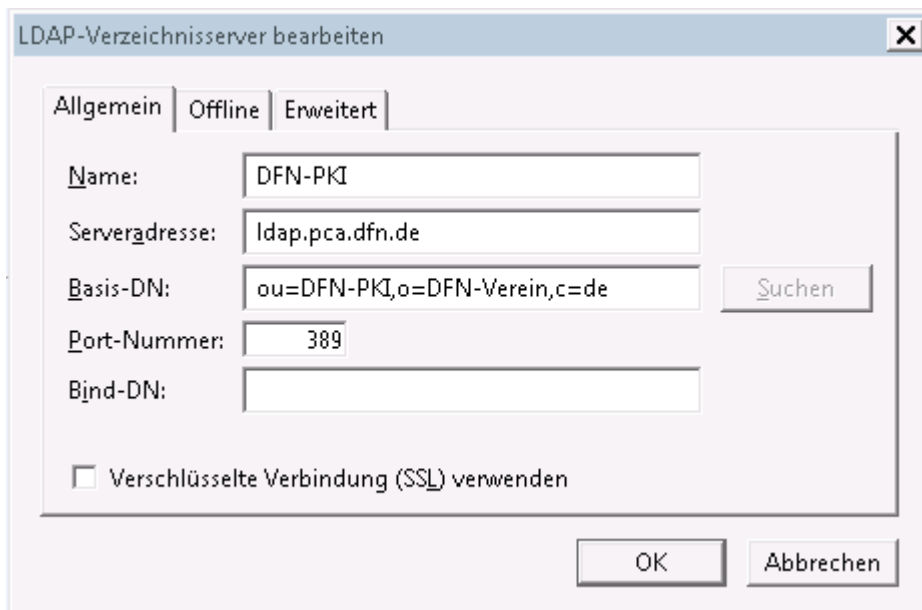 LDAP-Verzeichnisserver bearbeiten
Allgemein Offline Erweitert
Name: DFN-PKI
Serveradresse: ldap.pca.dfn.de
Basis-DN: ou=DFN-PKI,o=DFN-Verein,c=de Suchen
Port-Nummer: 389
Bind-DN:
Verschlüsselte Verbindung (SSL) verwenden
OK Abbrechen